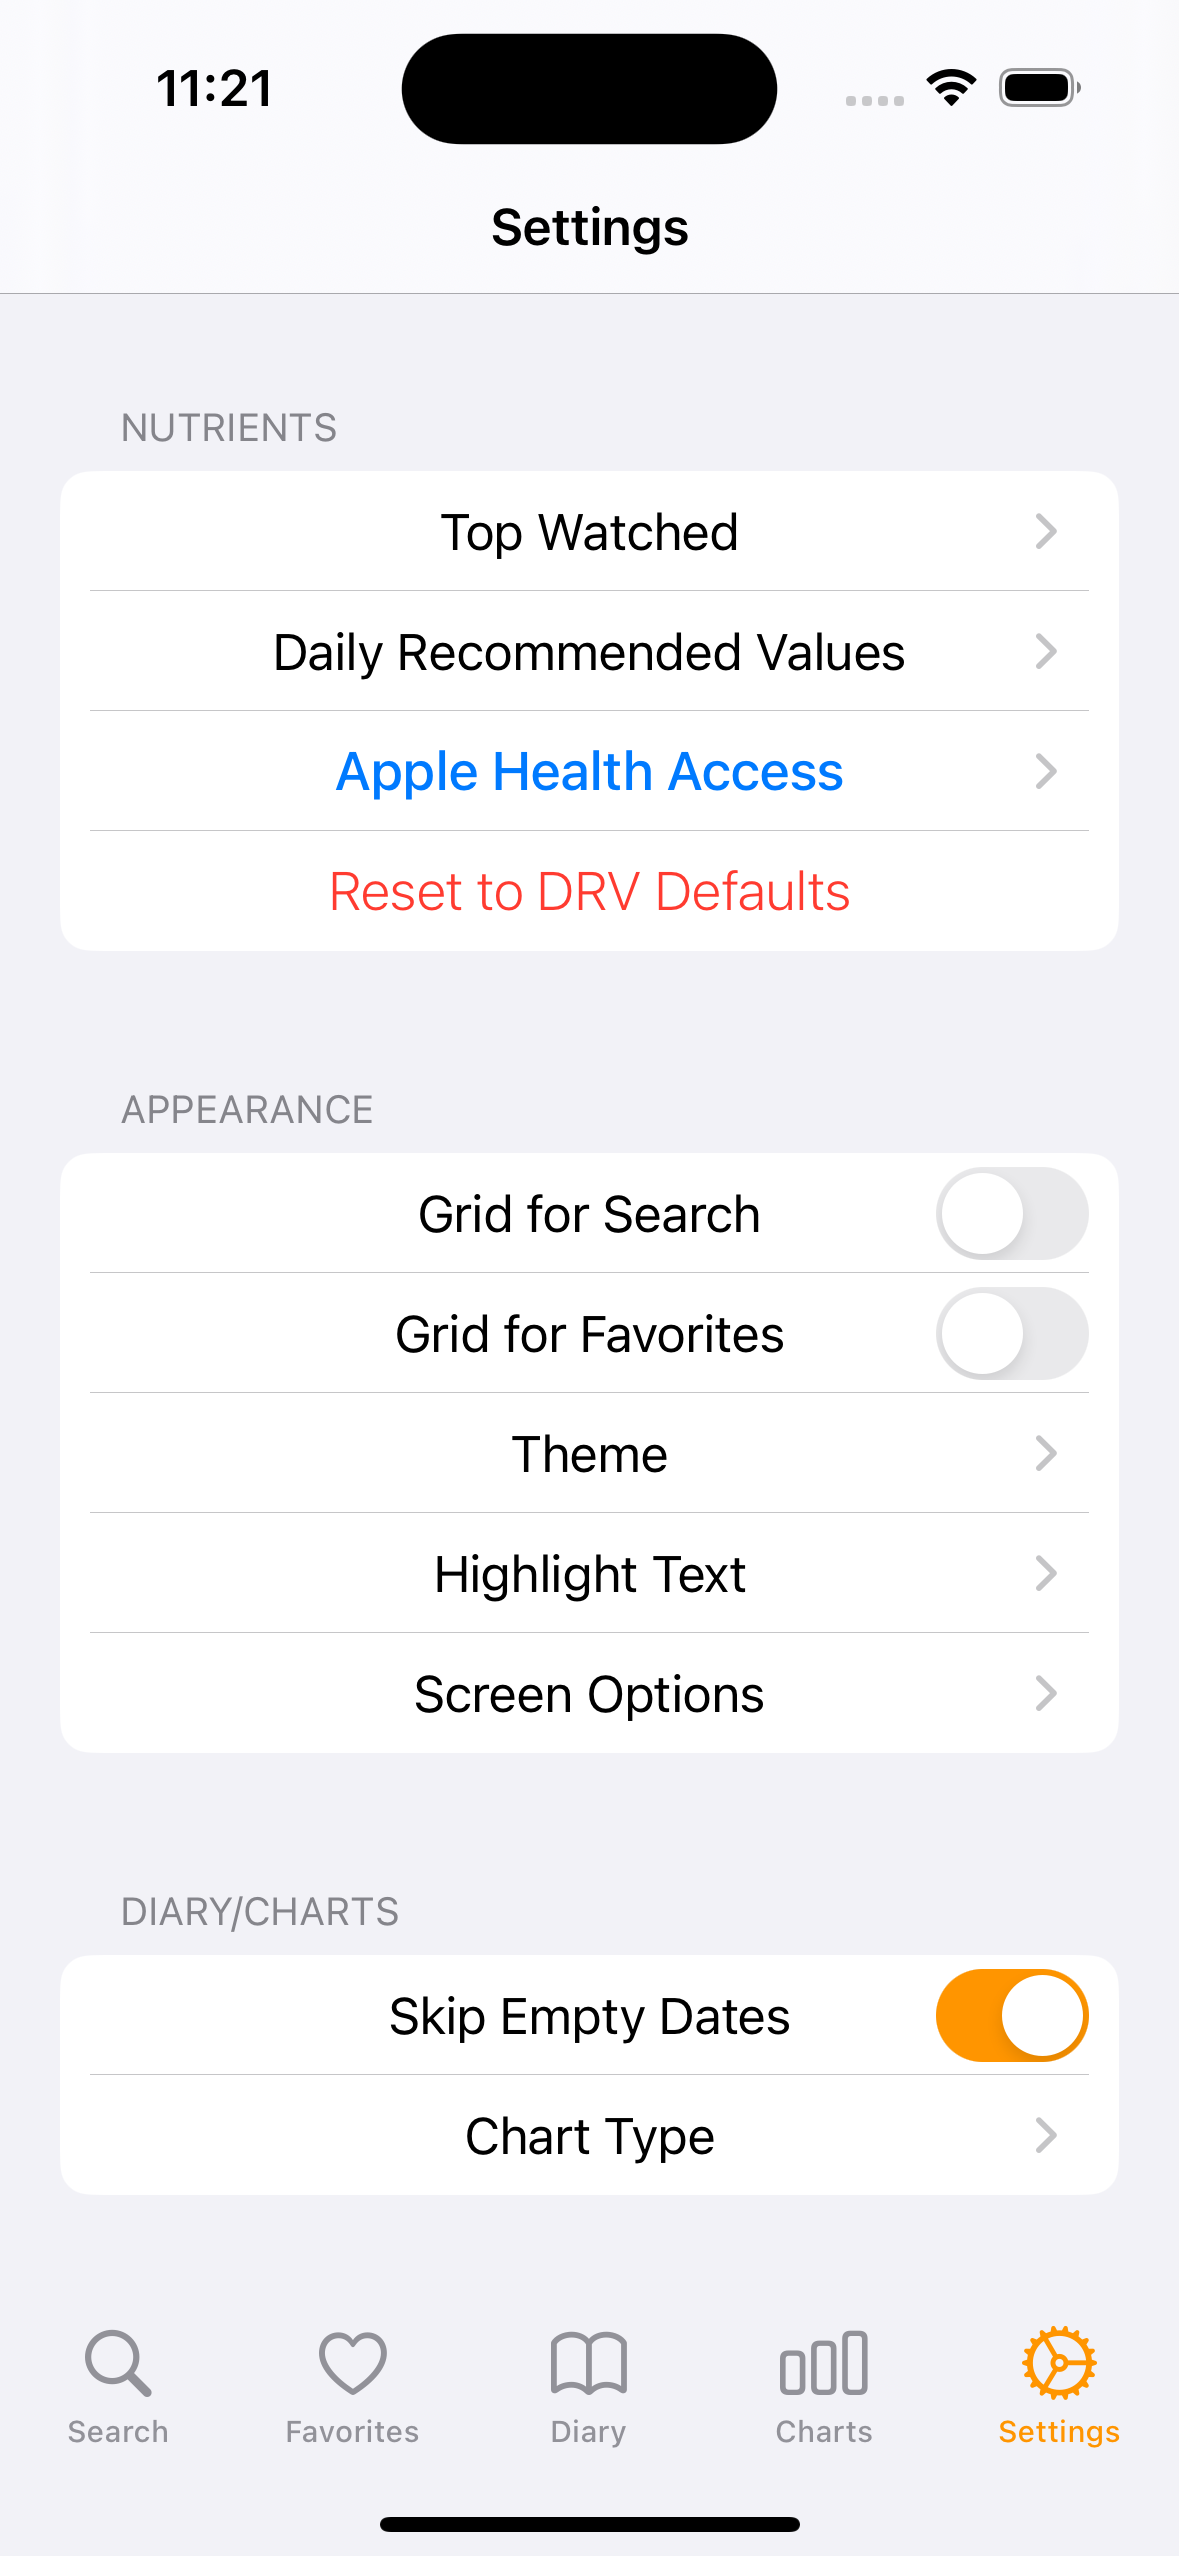 11:21
Settings
NUTRIENTS
Top Watched
Daily Recommended Values
Apple Health Access
Reset to DRV Defaults
APPEARANCE
Grid for Search
Grid for Favorites
Theme
Highlight Text
Screen Options
DIARY/CHARTS
Skip Empty Dates
Chart Type
Search
Favorites
Diary
Charts
Settings